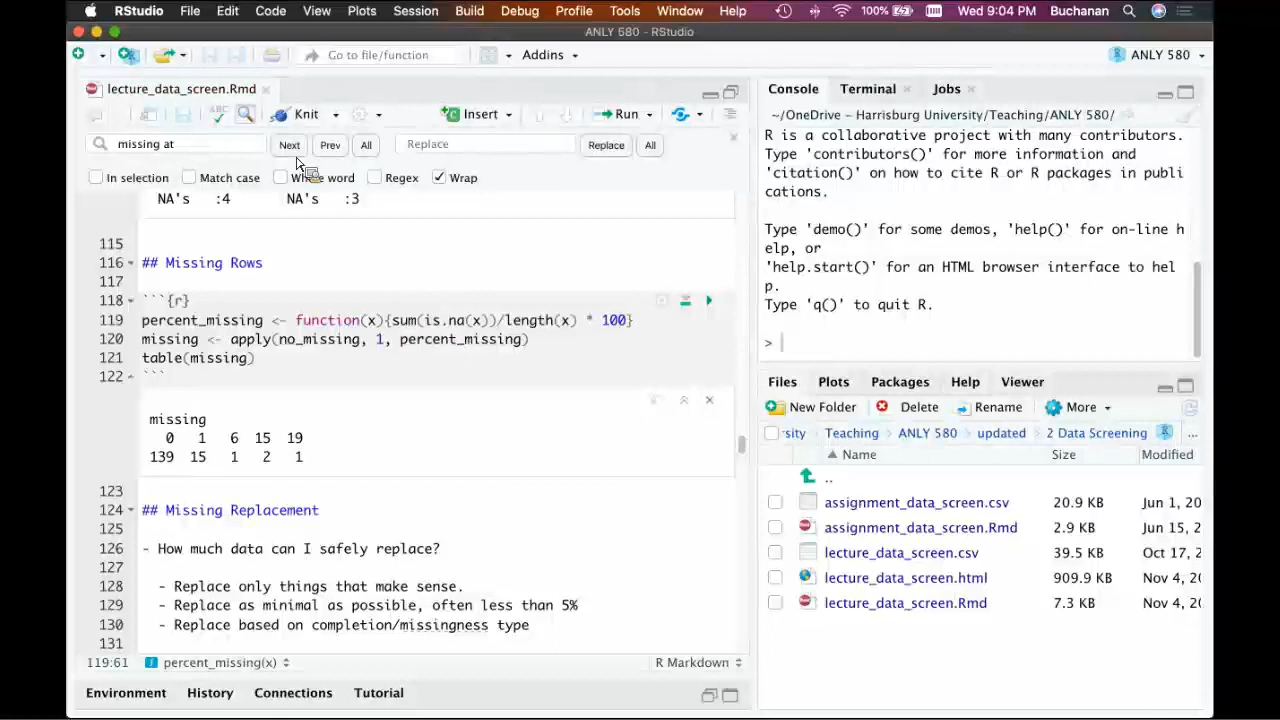 RStudio File Edit Code View Plots Session Build Debug Profile Tools Window Help 100% Wed 9:04 PM Buchanan
ANLY 580 - RStudio
Go to file/function Addins ANLY 580
lecture_data_screen.Rmd
ABC Knit Insert Run
missing at Next Prev All Replace Replace All
In selection Match case Whole word Regex Wrap
NA's :4 NA's :3
115
116 ## Missing Rows
117
118 ```{r}
119 percent_missing <- function(x){sum(is.na(x))/length(x) * 100}
120 missing <- apply(no_missing, 1, percent_missing)
121 table(missing)
122 ```
missing
0 1 6 15 19
139 15 1 2 1
123
124 ## Missing Replacement
125
126 - How much data can I safely replace?
127
128 - Replace only things that make sense.
129 - Replace as minimal as possible, often less than 5%
130 - Replace based on completion/missingness type
131
119:61 percent_missing(x) R Markdown
Environment History Connections Tutorial
Console Terminal Jobs
~/OneDrive – Harrisburg University/Teaching/ANLY 580/
R is a collaborative project with many contributors.
Type 'contributors()' for more information and
'citation()' on how to cite R or R packages in publi
cations.
Type 'demo()' for some demos, 'help()' for on-line h
elp, or
'help.start()' for an HTML browser interface to hel
p.
Type 'q()' to quit R.
>
Files Plots Packages Help Viewer
New Folder Delete Rename More
rsity Teaching ANLY 580 updated 2 Data Screening ...
Name Size Modified
..
assignment_data_screen.csv 20.9 KB Jun 1, 20
assignment_data_screen.Rmd 2.9 KB Jun 15, 2
lecture_data_screen.csv 39.5 KB Oct 17, 2
lecture_data_screen.html 909.9 KB Nov 4, 20
lecture_data_screen.Rmd 7.3 KB Nov 4, 20